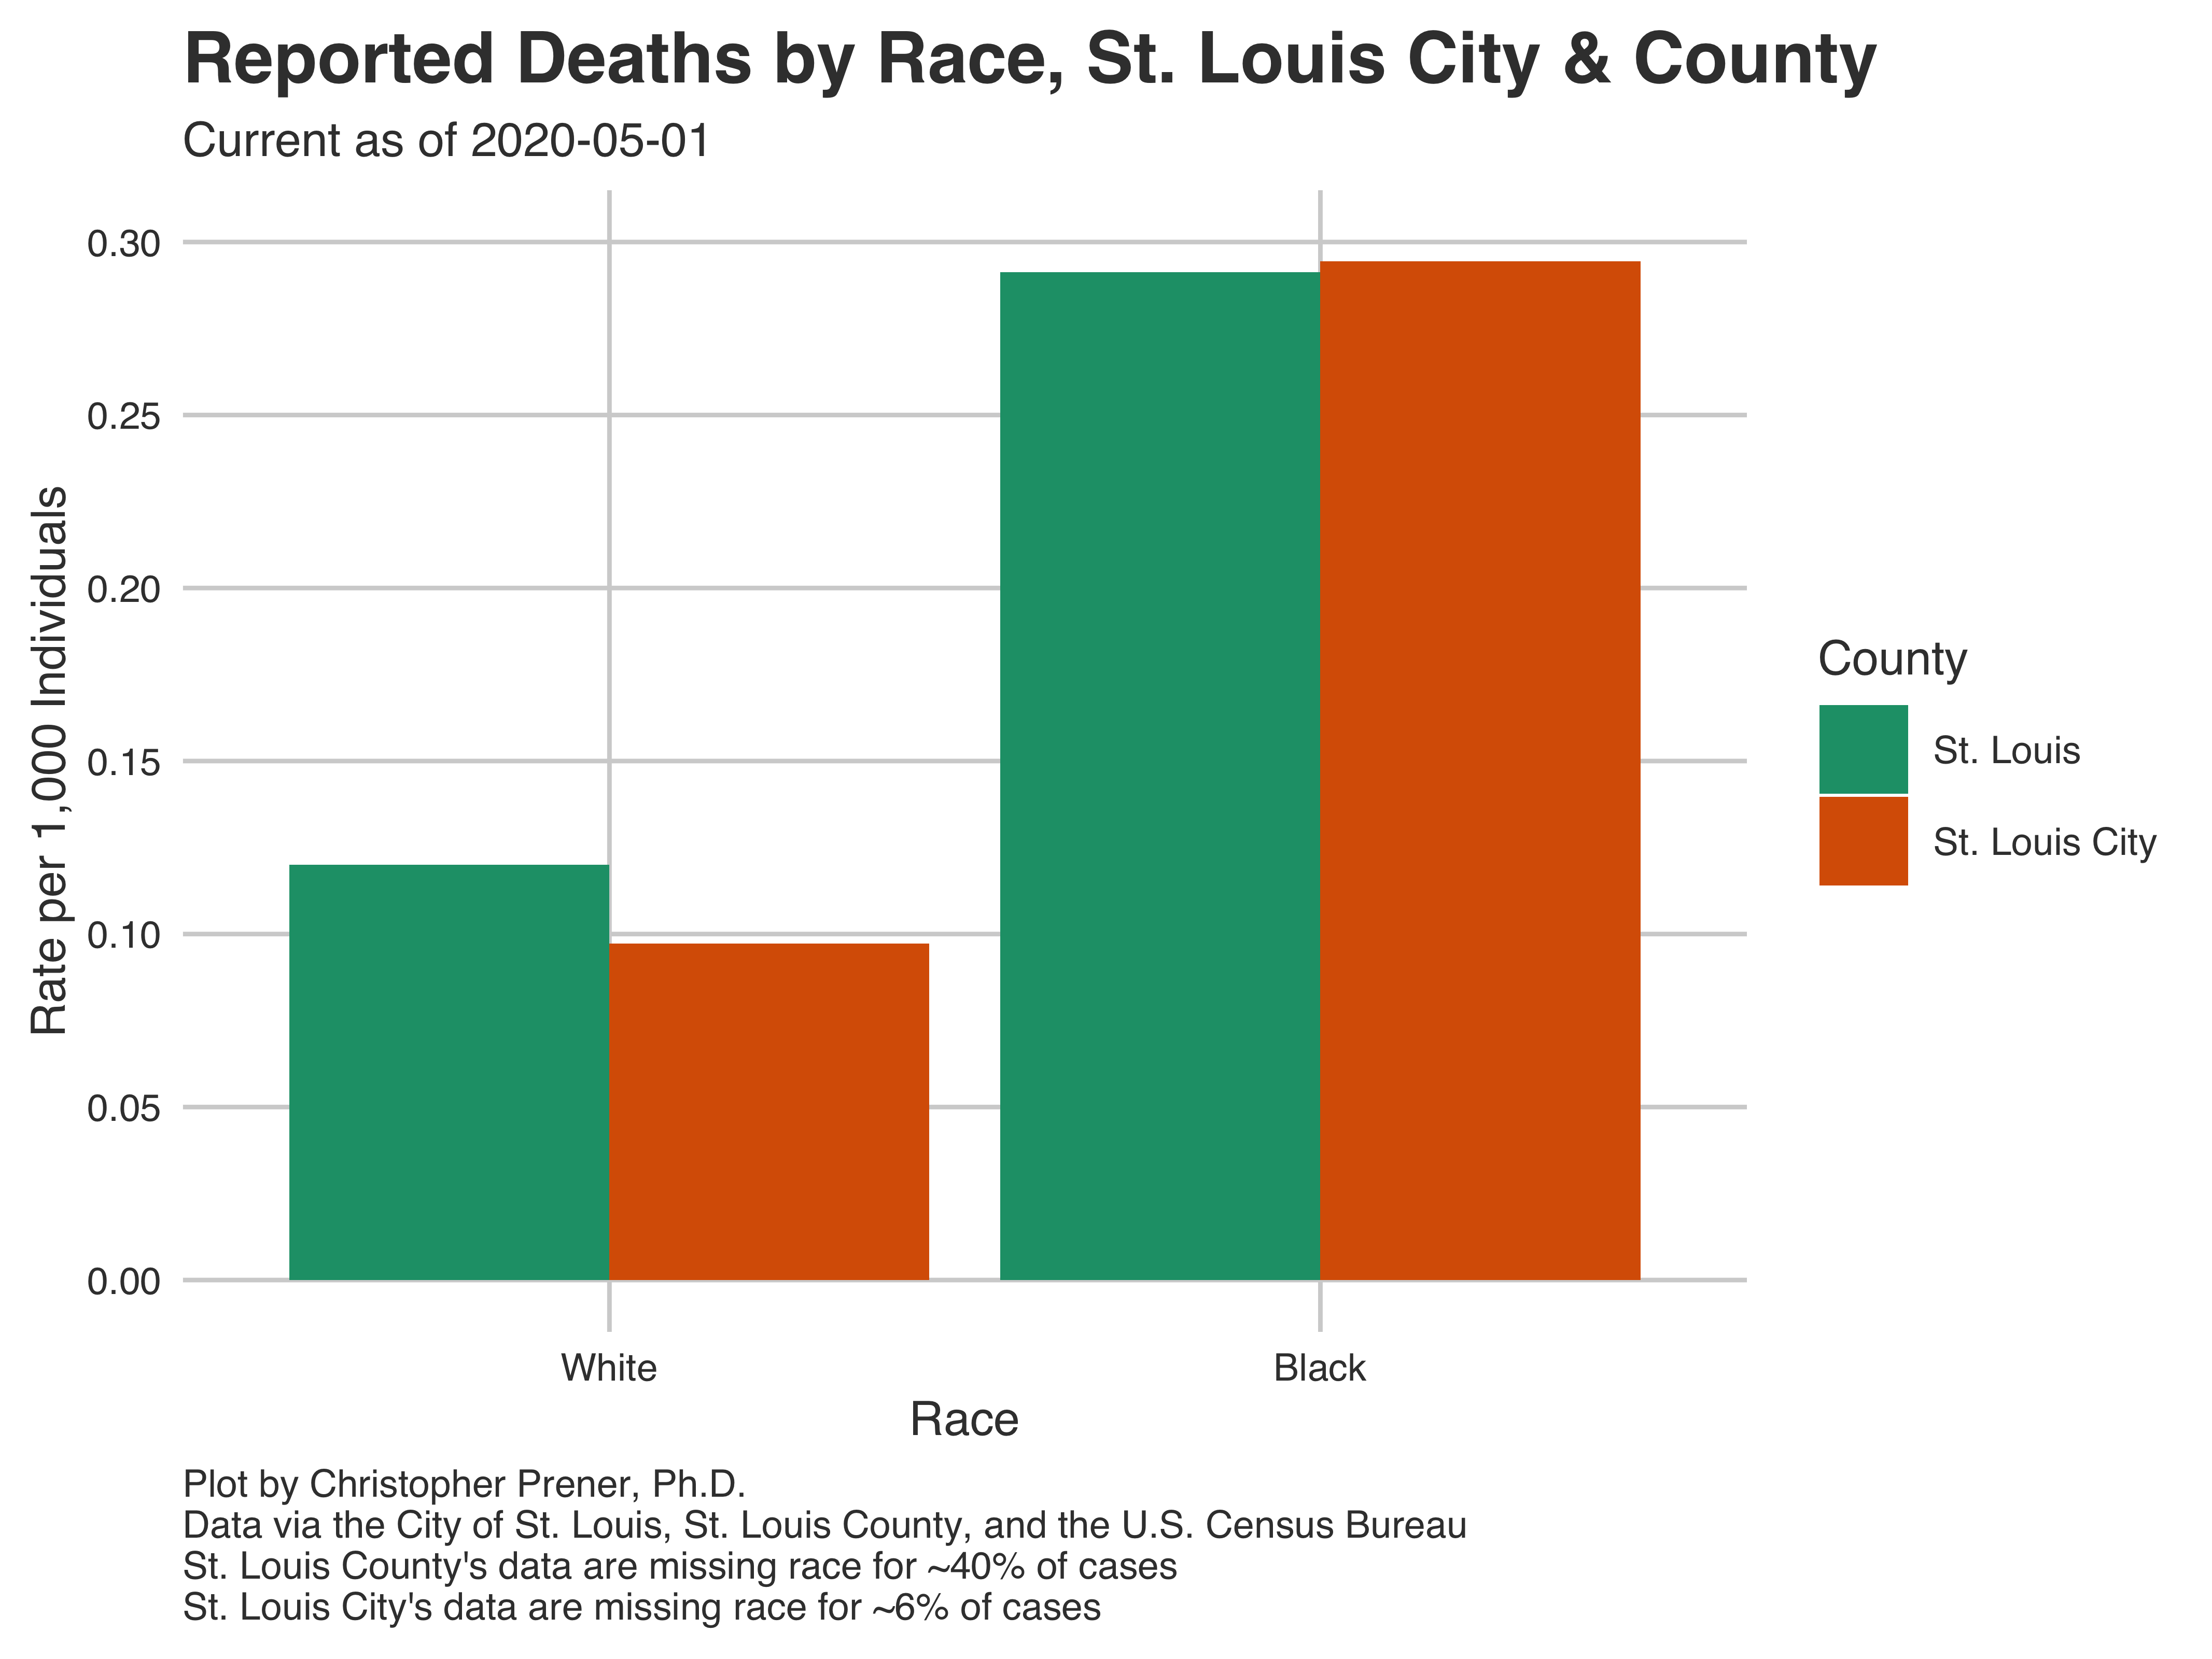 Reported Deaths by Race, St. Louis City & County
Current as of 2020-05-01
Rate per 1,000 Individuals
0.30
0.25
0.20
0.15
0.10
0.05
0.00
White
Black
Race
County
St. Louis
St. Louis City
Plot by Christopher Prener, Ph.D.
Data via the City of St. Louis, St. Louis County, and the U.S. Census Bureau
St. Louis County's data are missing race for ~40% of cases
St. Louis City's data are missing race for ~6% of cases